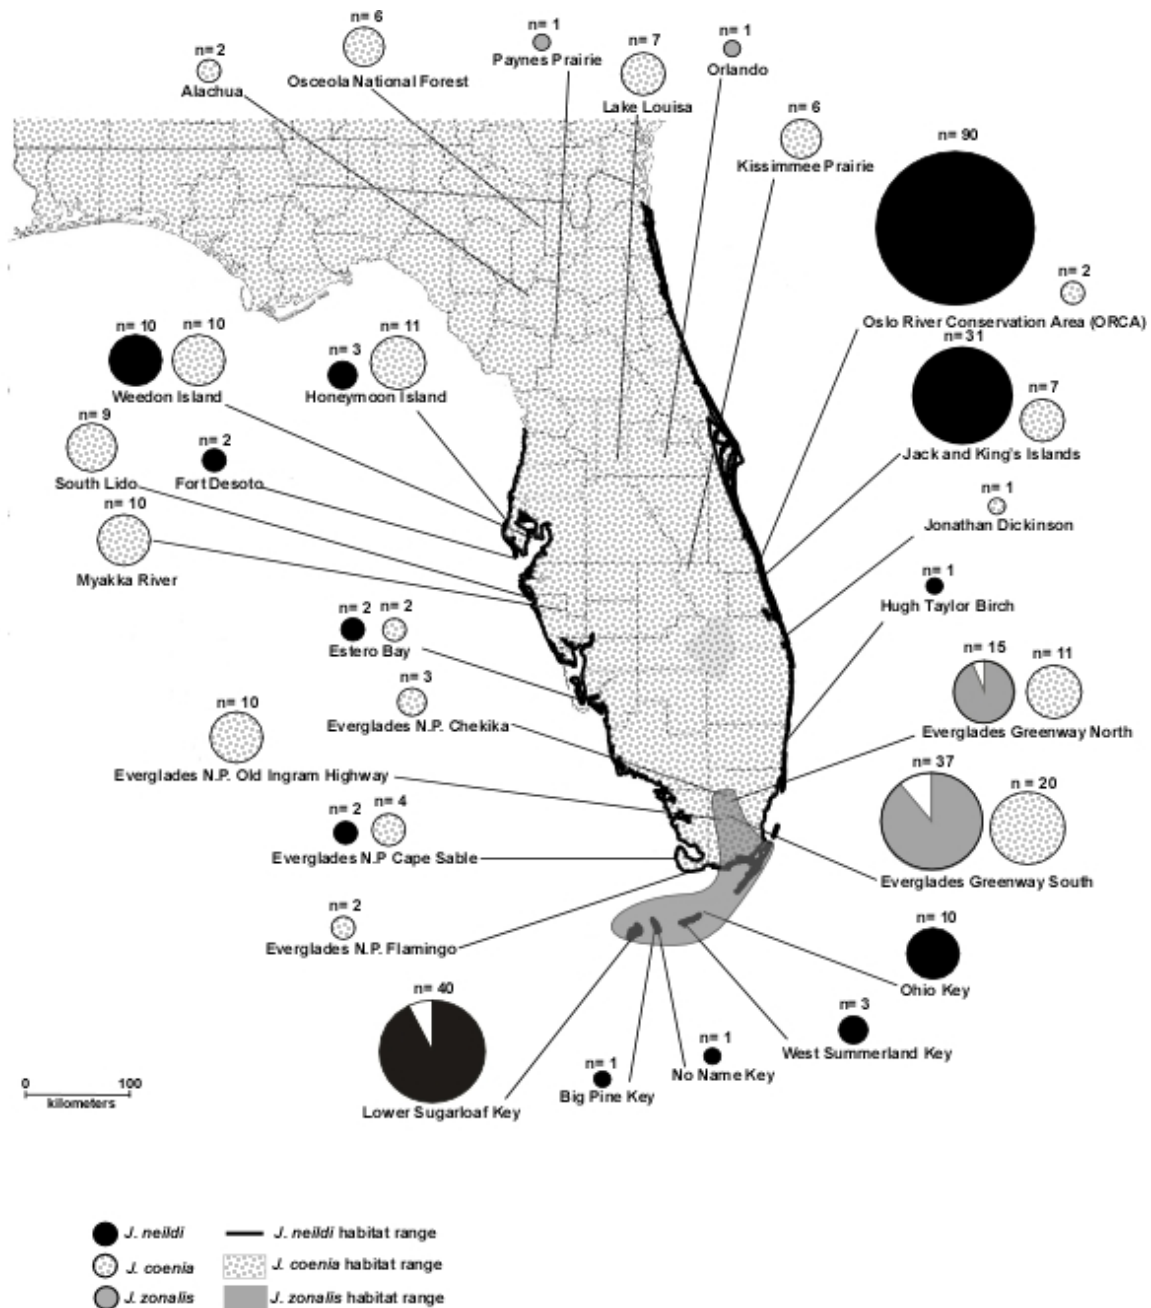 n= 6
Osceola National Forest
n= 1
Paynes Prairie
n= 1
Orlando
n= 2
Alachua
n= 7
Lake Louisa
n= 6
Kissimmee Prairie
n= 90
n= 2
Oslo River Conservation Area (ORCA)
n=31
n= 7
Jack and King's Islands
n= 10
n= 10
Weedon Island
n= 3
n= 11
Honeymoon Island
n= 9
South Lido
n= 2
Fort Desoto
n= 1
Jonathan Dickinson
n= 10
Myakka River
n= 1
Hugh Taylor Birch
n= 2
n= 2
Estero Bay
n= 15
n= 11
Everglades Greenway North
n= 3
Everglades N.P. Chekika
n= 10
Everglades N.P. Old Ingram Highway
n= 37
n= 20
Everglades Greenway South
n= 2
n= 4
Everglades N.P Cape Sable
n= 2
Everglades N.P. Flamingo
n= 10
Ohio Key
n= 40
Lower Sugarloaf Key
n= 3
West Summerland Key
n= 1
No Name Key
n= 1
Big Pine Key
0 100
kilometers
J. neildi J. neildi habitat range
J. coenia J. coenia habitat range
J. zonalis J. zonalis habitat range